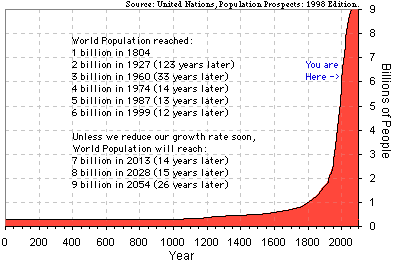 Source: United Nations, Population Prospects: 1998 Edition.
World Population reached:
1 billion in 1804
2 billion in 1927 (123 years later)
3 billion in 1960 (33 years later)
4 billion in 1974 (14 years later)
5 billion in 1987 (13 years later)
6 billion in 1999 (12 years later)
Unless we reduce our growth rate soon,
World Population will reach:
7 billion in 2013 (14 years later)
8 billion in 2028 (15 years later)
9 billion in 2054 (26 years later)
You are
Here ->
9
8
7
6
5
4
3
2
1
0
Billions of People
0 200 400 600 800 1000 1200 1400 1600 1800 2000
Year